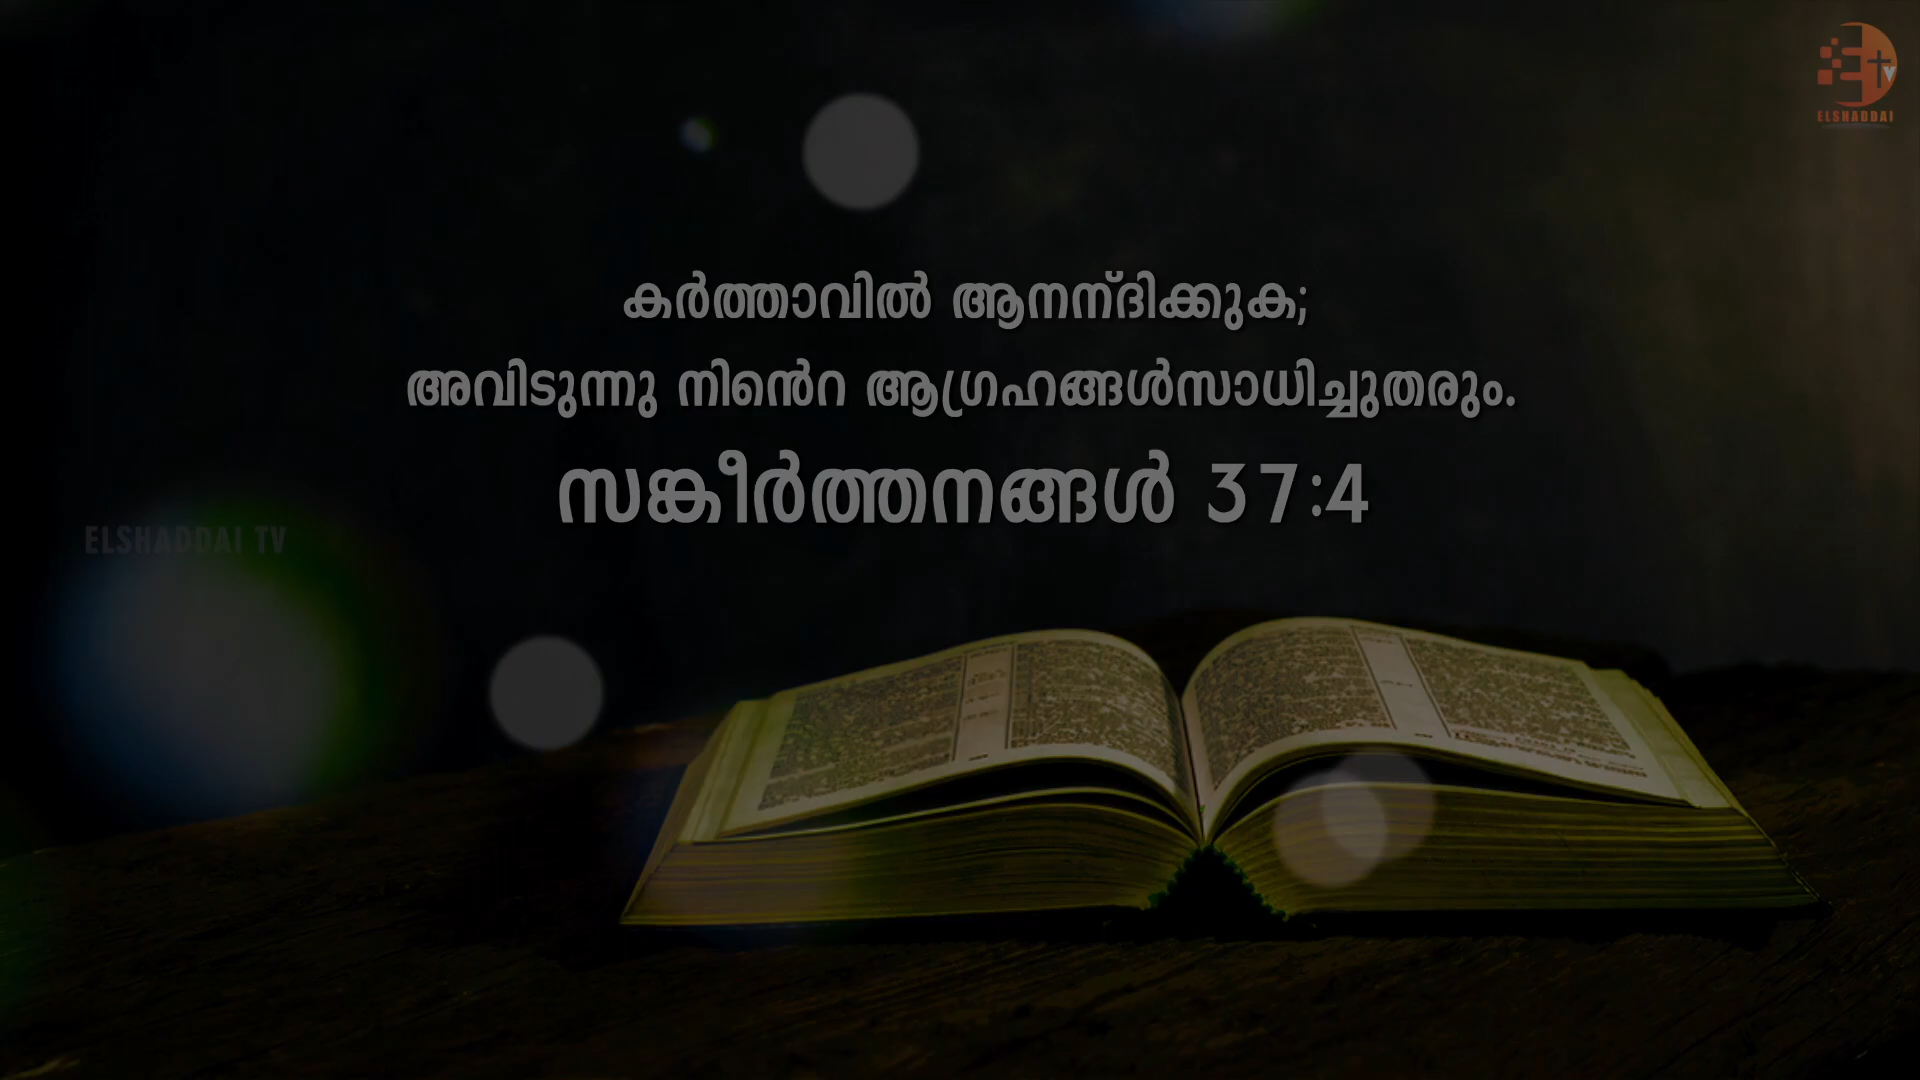 ELSHADDAI
കർത്താവിൽ ആനന്ദിക്കുക;
അവിടുന്നു നിൻെറ ആഗ്രഹങ്ങൾസാധിച്ചുതരും.
സങ്കീർത്തനങ്ങൾ 37:4
ELSHADDAI TV